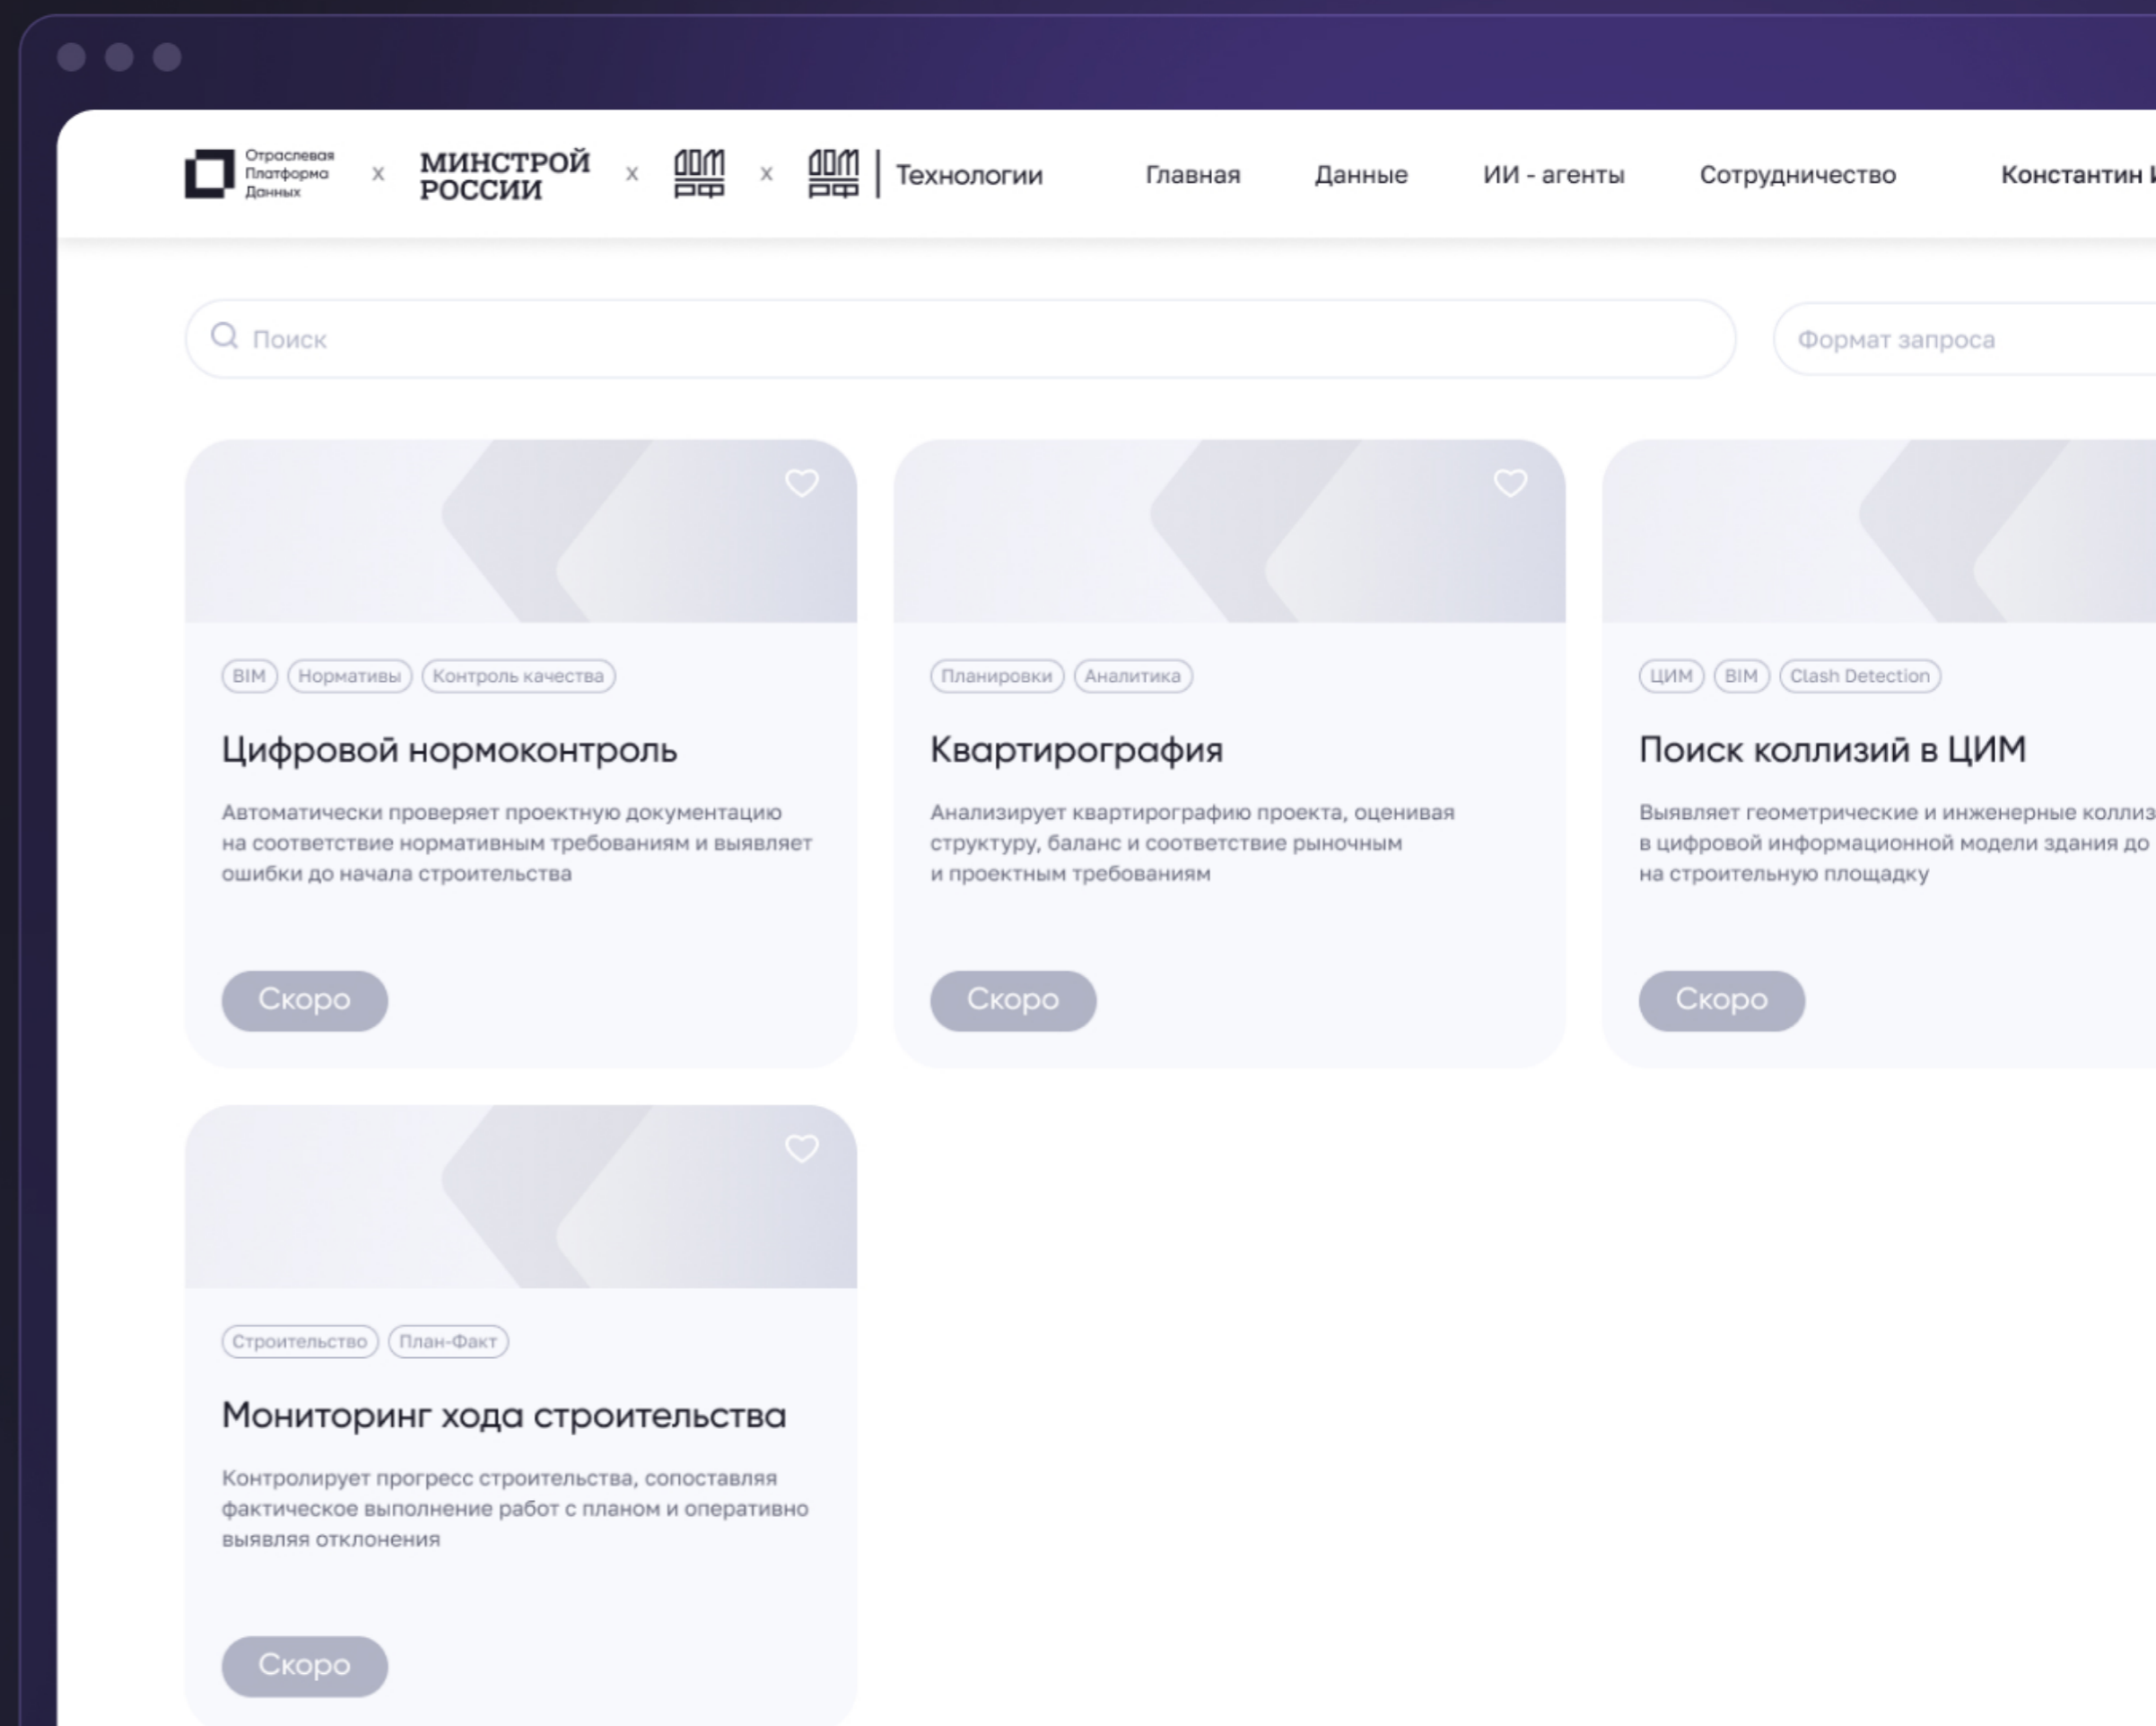 Отраслевая
Платформа
Данных
x
МИНСТРОЙ
РОССИИ
x
ДОМ
РФ
x
ДОМ
РФ
Технологии
Главная
Данные
ИИ - агенты
Сотрудничество
Константин
Поиск
Формат запроса
BIM
Нормативы
Контроль качества
Цифровой нормоконтроль
Автоматически проверяет проектную документацию
на соответствие нормативным требованиям и выявляет
ошибки до начала строительства
Скоро
Планировки
Аналитика
Квартирография
Анализирует квартирографию проекта, оценивая
структуру, баланс и соответствие рыночным
и проектным требованиям
Скоро
ЦИМ
BIM
Clash Detection
Поиск коллизий в ЦИМ
Выявляет геометрические и инженерные
в цифровой информационной модели здания до
на строительную площадку
Скоро
Строительство
План-Факт
Мониторинг хода строительства
Контролирует прогресс строительства, сопоставляя
фактическое выполнение работ с планом и оперативно
выявляя отклонения
Скоро